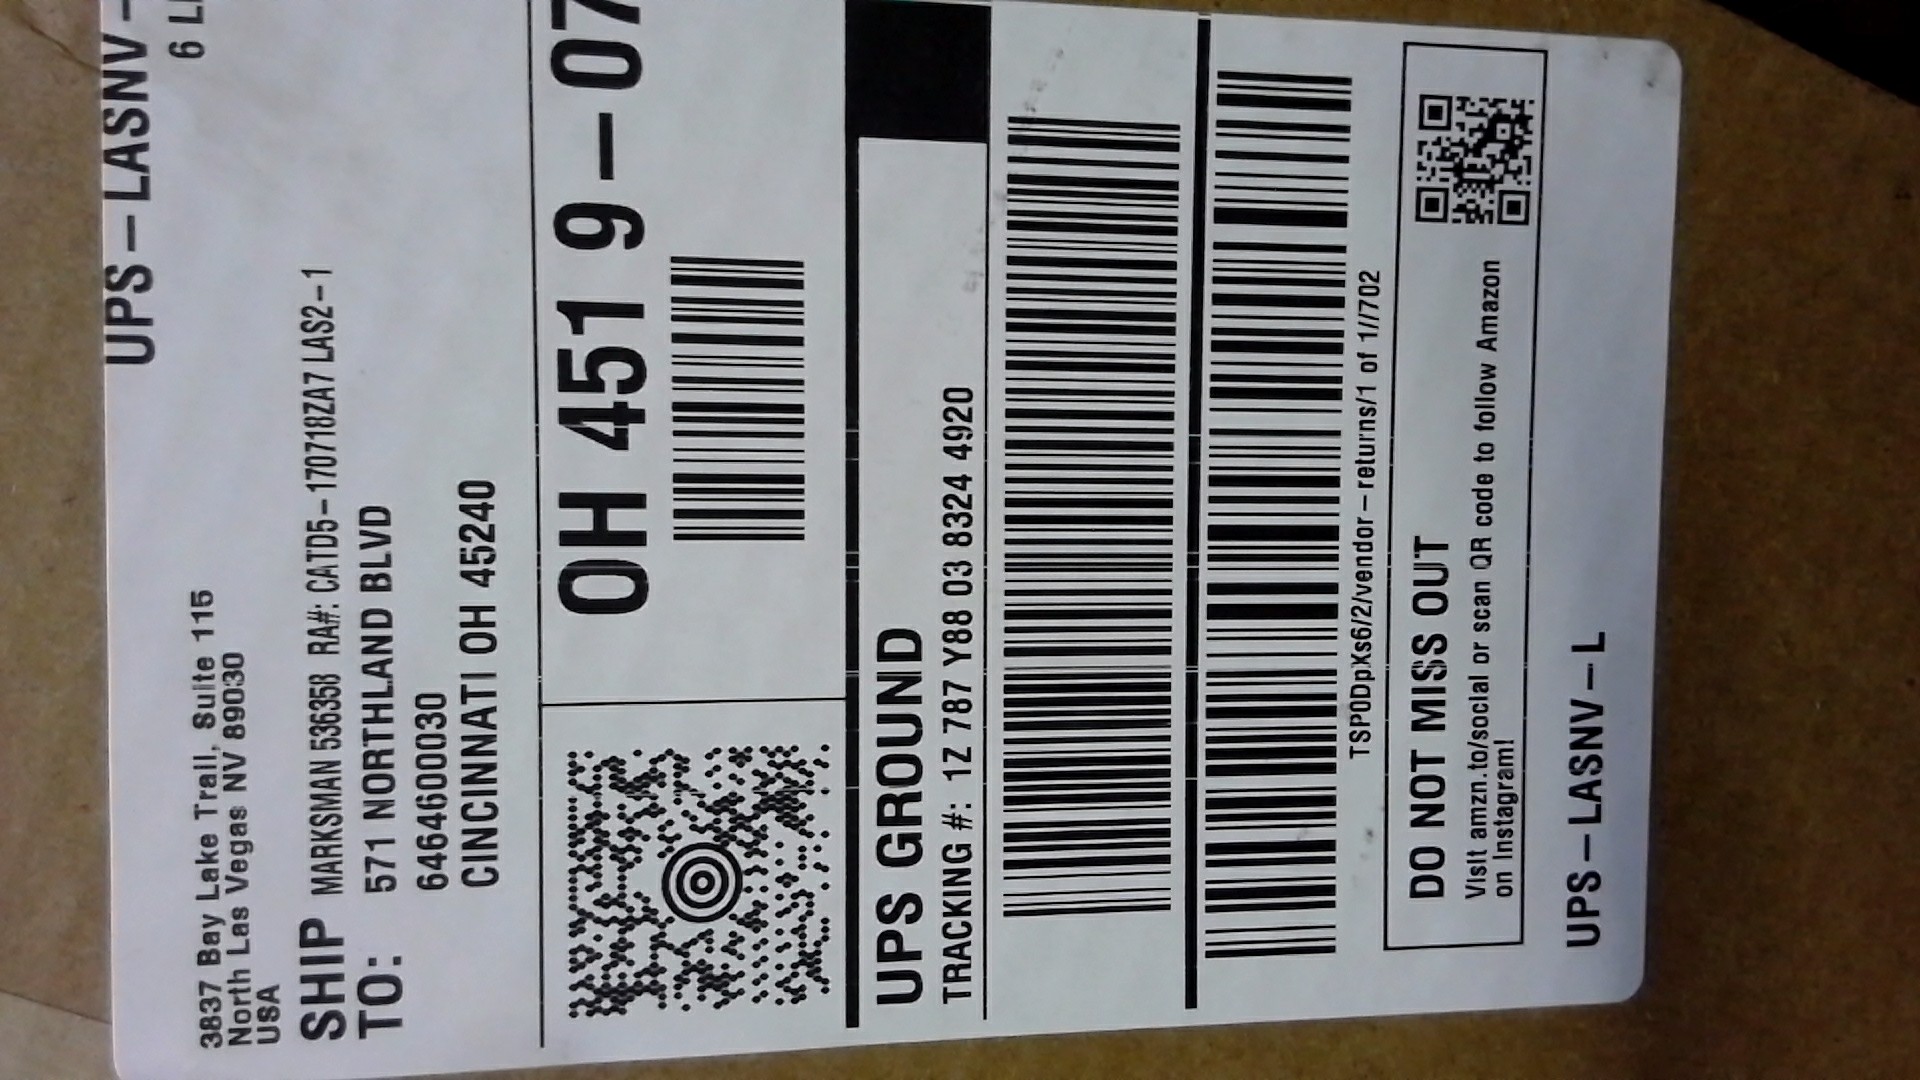 UPS-LASNV-
6 L
3837 Bay Lake Trail, Suite 115
North Las Vegas NV 89030
USA
SHIP TO:
MARKSMAN 536358 RA#: CATD5-170718ZA7 LAS2-1
571 NORTHLAND BLVD
6464600030
CINCINNATI OH 45240
OH 451 9-07
UPS GROUND
TRACKING #: 1Z 787 Y88 03 8324 4920
TSP0DpXs6/2/vendor-returns/1 of 1//702
DO NOT MISS OUT
Visit amzn.to/social or scan QR code to follow Amazon
on Instagram!
UPS-LASNV-L